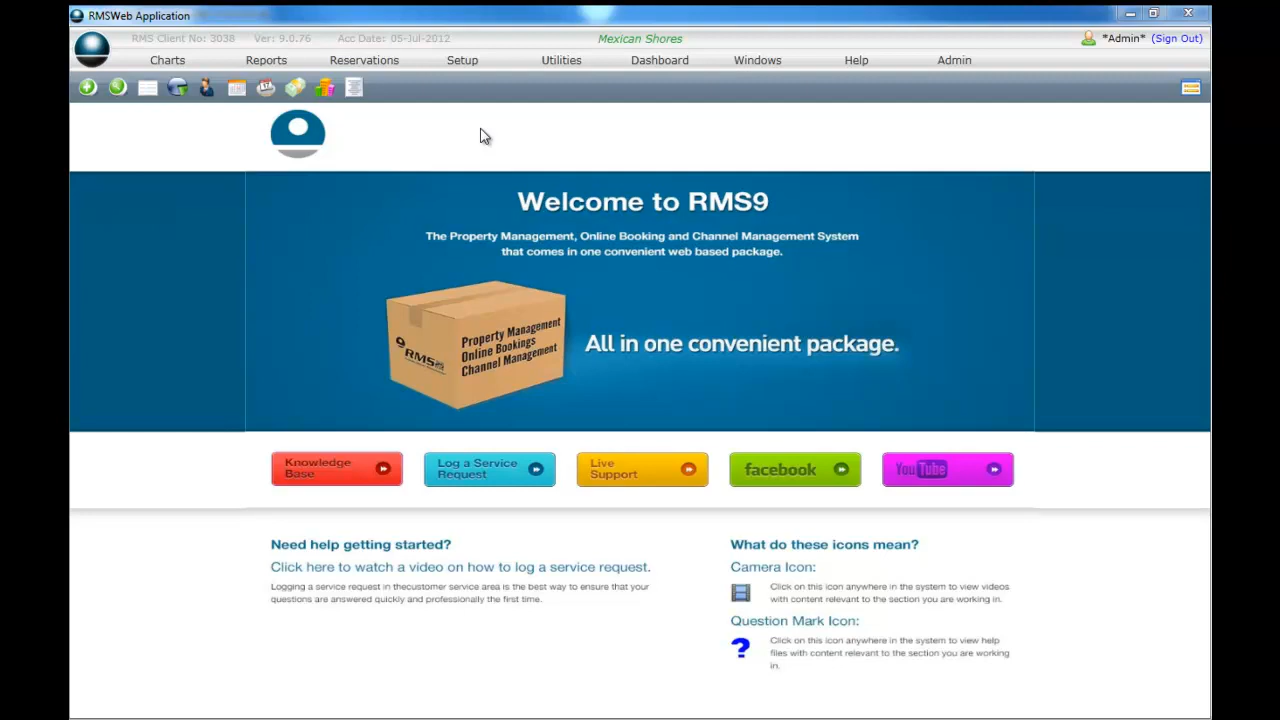 RMSWeb Application
RMS Client No: 3038 Ver: 9.0.76 Acc Date: 05-Jul-2012 Mexican Shores *Admin* (Sign Out)
Charts Reports Reservations Setup Utilities Dashboard Windows Help Admin
Welcome to RMS9
The Property Management, Online Booking and Channel Management System
that comes in one convenient web based package.
RMS
Property Management
Online Bookings
Channel Management
All in one convenient package.
Knowledge
Base
Log a Service
Request
Live
Support
facebook
YouTube
Need help getting started?
Click here to watch a video on how to log a service request.
Logging a service request in thecustomer service area is the best way to ensure that your
questions are answered quickly and professionally the first time.
What do these icons mean?
Camera Icon:
Click on this icon anywhere in the system to view videos
with content relevant to the section you are working in.
Question Mark Icon:
?
Click on this icon anywhere in the system to view help
files with content relevant to the section you are working
in.